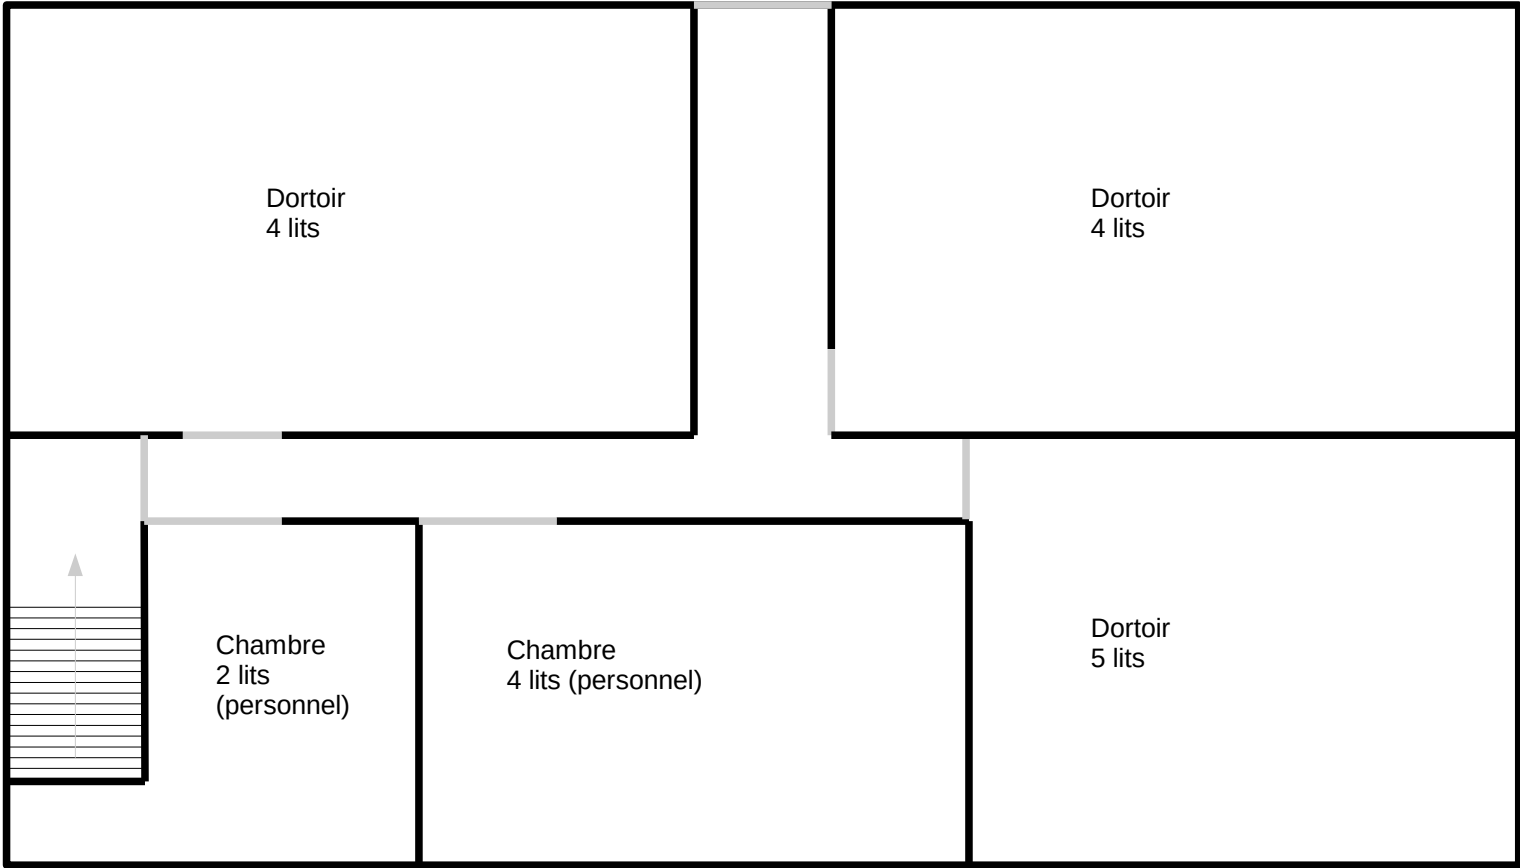 Dortoir
4 lits
Dortoir
4 lits
Chambre
2 lits
(personnel)
Chambre
4 lits (personnel)
Dortoir
5 lits